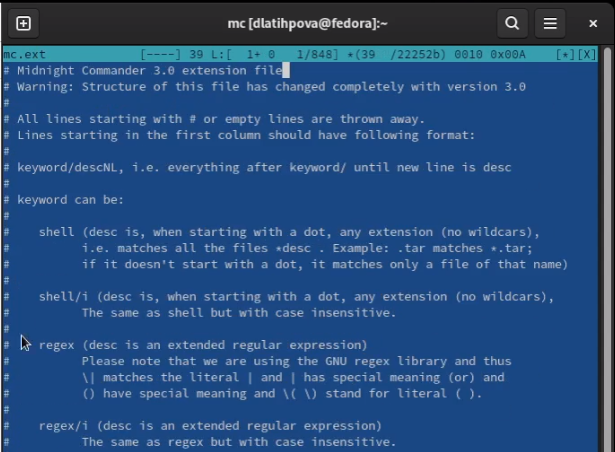 mc [dlatihpova@fedora]:~
mc.ext [----] 39 L:[ 1+ 0 1/848] *(39 /22252b) 0010 0x00A [*][X]
# Midnight Commander 3.0 extension file
# Warning: Structure of this file has changed completely with version 3.0
#
# All lines starting with # or empty lines are thrown away.
# Lines starting in the first column should have following format:
#
# keyword/descNL, i.e. everything after keyword/ until new line is desc
#
# keyword can be:
#
#    shell (desc is, when starting with a dot, any extension (no wildcars),
#          i.e. matches all the files *desc . Example: .tar matches *.tar;
#          if it doesn't start with a dot, it matches only a file of that name)
#
#    shell/i (desc is, when starting with a dot, any extension (no wildcars),
#          The same as shell but with case insensitive.
#
#    regex (desc is an extended regular expression)
#          Please note that we are using the GNU regex library and thus
#          \| matches the literal | and | has special meaning (or) and
#          () have special meaning and \( \) stand for literal ( ).
#
#    regex/i (desc is an extended regular expression)
#          The same as regex but with case insensitive.